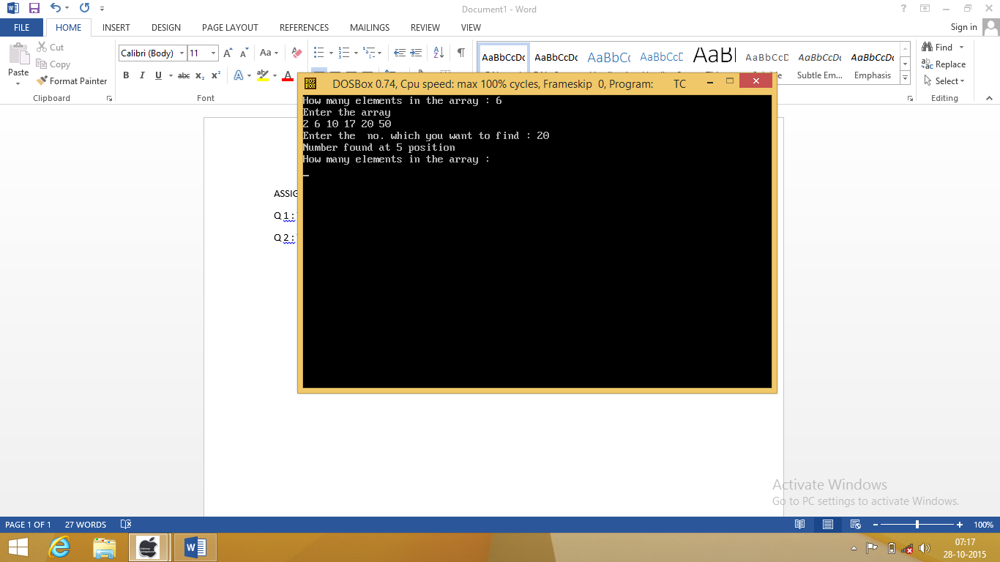 Document1 - Word
FILE HOME INSERT DESIGN PAGE LAYOUT REFERENCES MAILINGS REVIEW VIEW Sign in
Paste
Cut
Copy
Format Painter
Clipboard
Calibri (Body) 11
Font
AaBbCcDc AaBbCcDc AaBbCc AaBbCcD AaB AaBbCcD AaBbCcDc AaBbCcDc
Subtle Em... Emphasis
Find
Replace
Select
Editing
DOSBox 0.74, Cpu speed: max 100% cycles, Frameskip 0, Program: TC
How many elements in the array : 6
Enter the array
2 6 10 17 20 50
Enter the  no. which you want to find : 20
Number found at 5 position
How many elements in the array :
Q 1 :
Q 2 :
Activate Windows
Go to PC settings to activate Windows.
PAGE 1 OF 1 27 WORDS 100%
07:17
28-10-2015